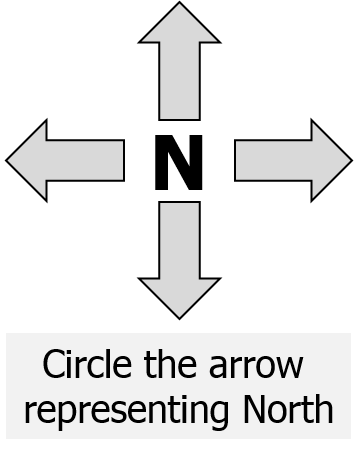 N
Circle the arrow
representing North